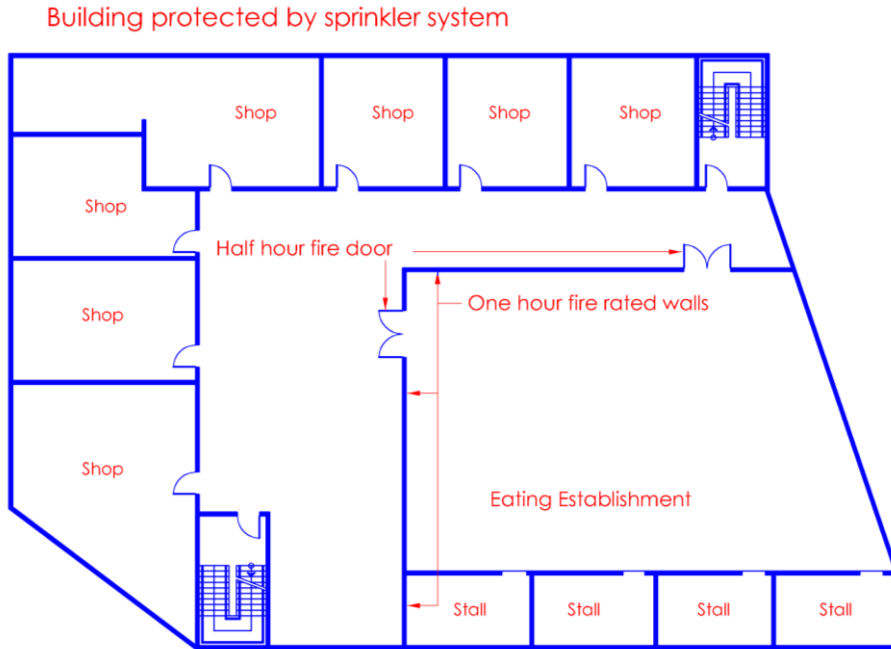 Building protected by sprinkler system
Shop
Shop
Shop
Shop
Shop
Half hour fire door
One hour fire rated walls
Shop
Shop
Eating Establishment
Stall
Stall
Stall
Stall